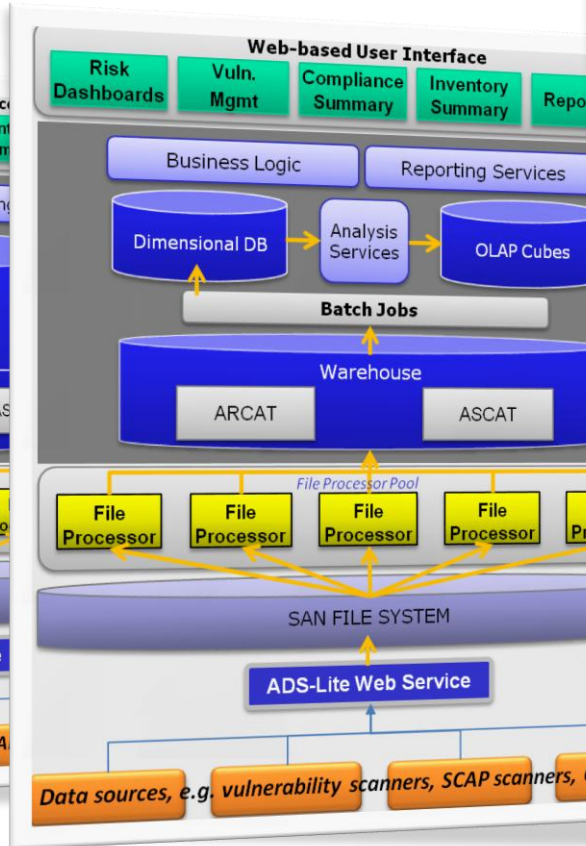 Web-based User Interface
Risk
Dashboards
Vuln.
Mgmt
Compliance
Summary
Inventory
Summary
Business Logic
Reporting Services
Dimensional DB
Analysis
Services
OLAP Cubes
Batch Jobs
Warehouse
ARCAT
ASCAT
File Processor Pool
File
Processor
File
Processor
File
Processor
File
Processor
SAN FILE SYSTEM
ADS-Lite Web Service
Data sources, e.g. vulnerability scanners, SCAP scanners,